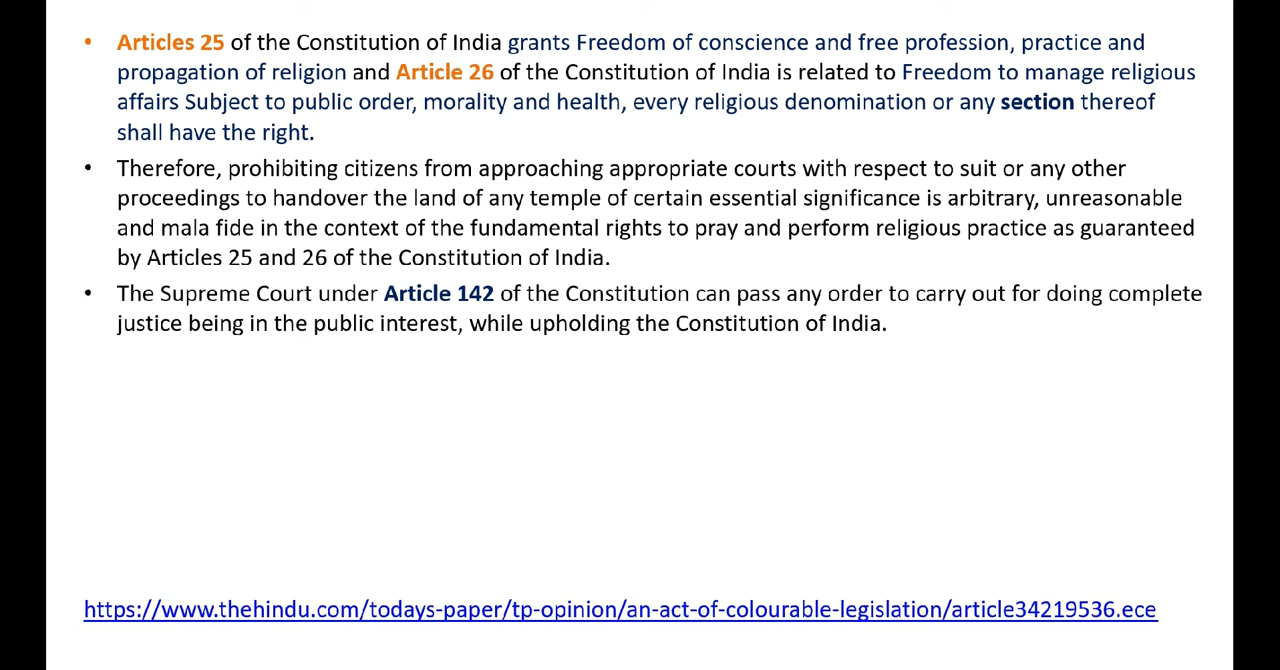 • Articles 25 of the Constitution of India grants Freedom of conscience and free profession, practice and
propagation of religion and Article 26 of the Constitution of India is related to Freedom to manage religious
affairs Subject to public order, morality and health, every religious denomination or any section thereof
shall have the right.
• Therefore, prohibiting citizens from approaching appropriate courts with respect to suit or any other
proceedings to handover the land of any temple of certain essential significance is arbitrary, unreasonable
and mala fide in the context of the fundamental rights to pray and perform religious practice as guaranteed
by Articles 25 and 26 of the Constitution of India.
• The Supreme Court under Article 142 of the Constitution can pass any order to carry out for doing complete
justice being in the public interest, while upholding the Constitution of India.
https://www.thehindu.com/todays-paper/tp-opinion/an-act-of-colourable-legislation/article34219536.ece